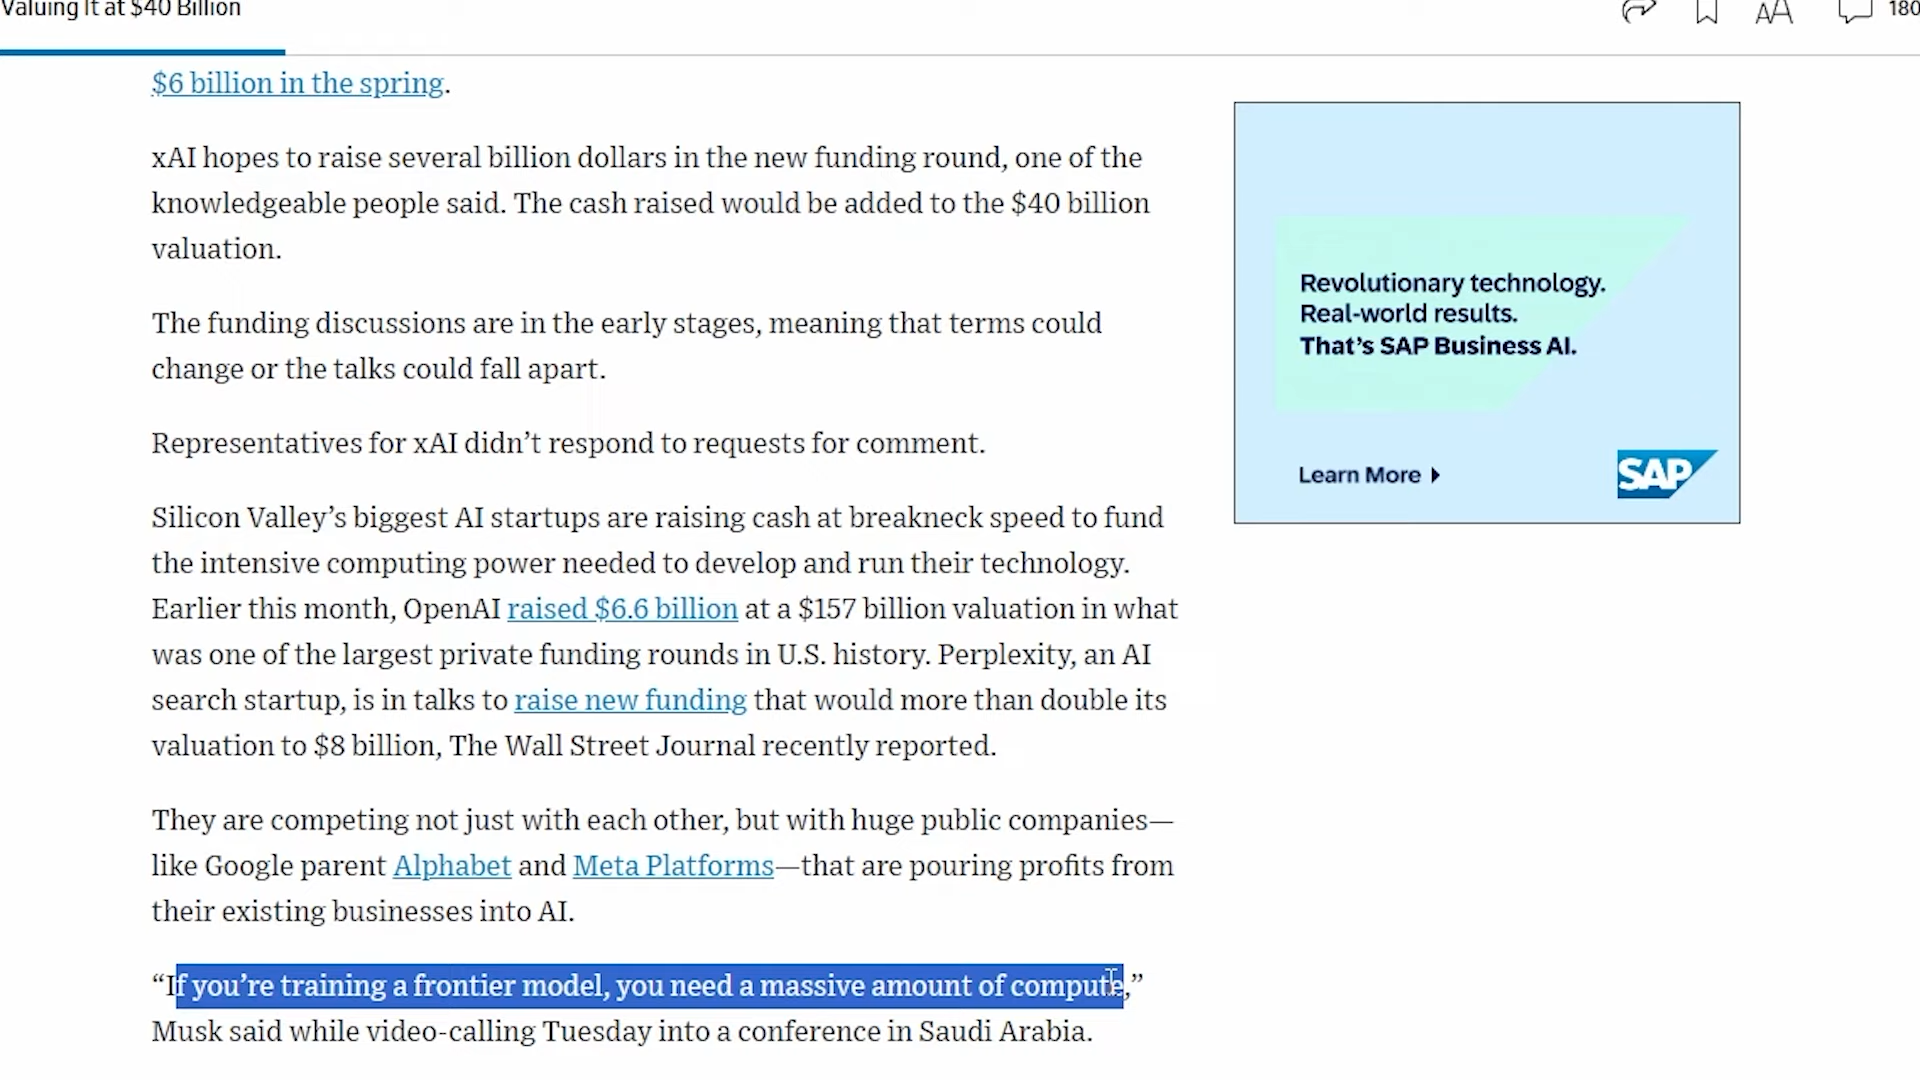 Valuing It at $40 Billion
180
$6 billion in the spring.
xAI hopes to raise several billion dollars in the new funding round, one of the
knowledgeable people said. The cash raised would be added to the $40 billion
valuation.
The funding discussions are in the early stages, meaning that terms could
change or the talks could fall apart.
Representatives for xAI didn’t respond to requests for comment.
Silicon Valley’s biggest AI startups are raising cash at breakneck speed to fund
the intensive computing power needed to develop and run their technology.
Earlier this month, OpenAI raised $6.6 billion at a $157 billion valuation in what
was one of the largest private funding rounds in U.S. history. Perplexity, an AI
search startup, is in talks to raise new funding that would more than double its
valuation to $8 billion, The Wall Street Journal recently reported.
They are competing not just with each other, but with huge public companies—
like Google parent Alphabet and Meta Platforms—that are pouring profits from
their existing businesses into AI.
“If you’re training a frontier model, you need a massive amount of compute,”
Musk said while video-calling Tuesday into a conference in Saudi Arabia.
Revolutionary technology.
Real-world results.
That’s SAP Business AI.
Learn More
SAP